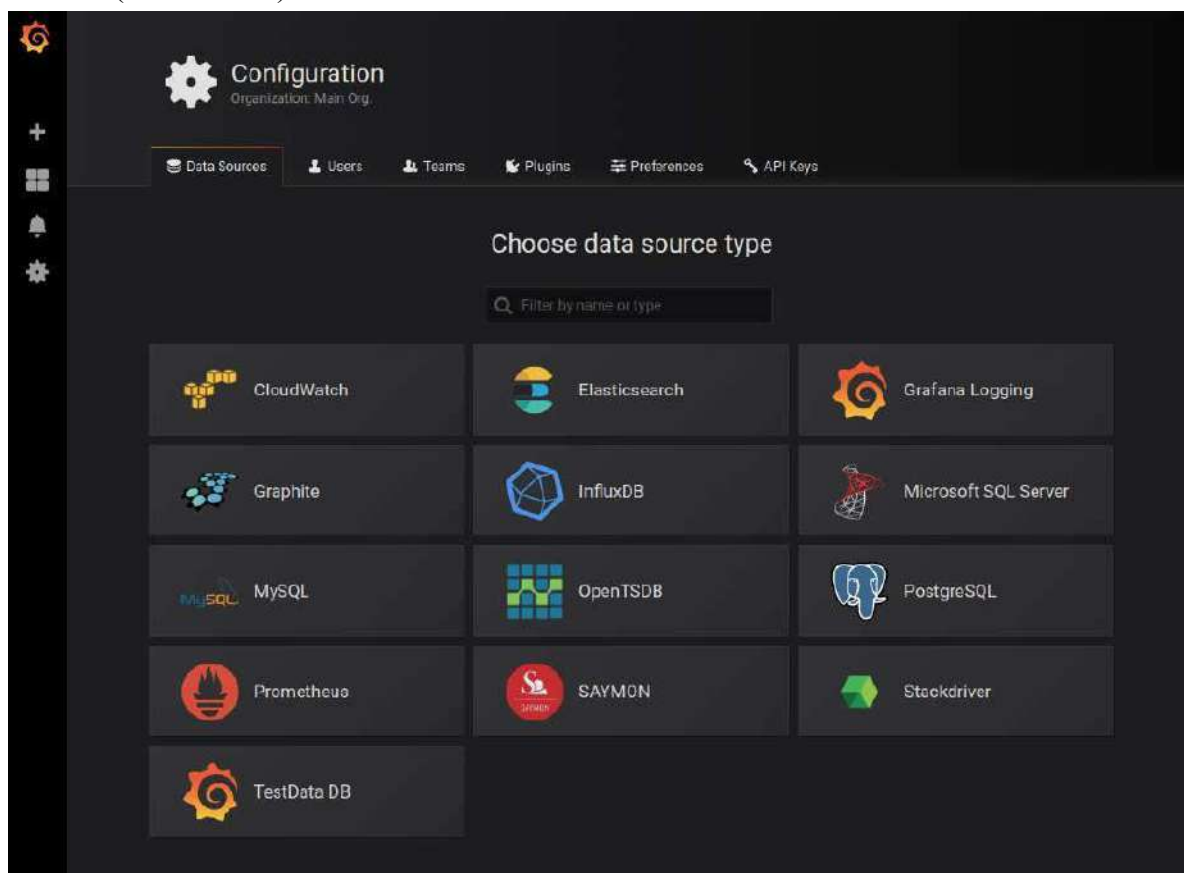 Configuration
Organization: Main Org.
Data Sources Users Teams Plugins Preferences API Keys
Choose data source type
Filter by name or type
CloudWatch Elasticsearch Grafana Logging
Graphite InfluxDB Microsoft SQL Server
MySQL MySQL OpenTSDB PostgreSQL
Prometheus SAYMON SAYMON Stackdriver
TestData DB